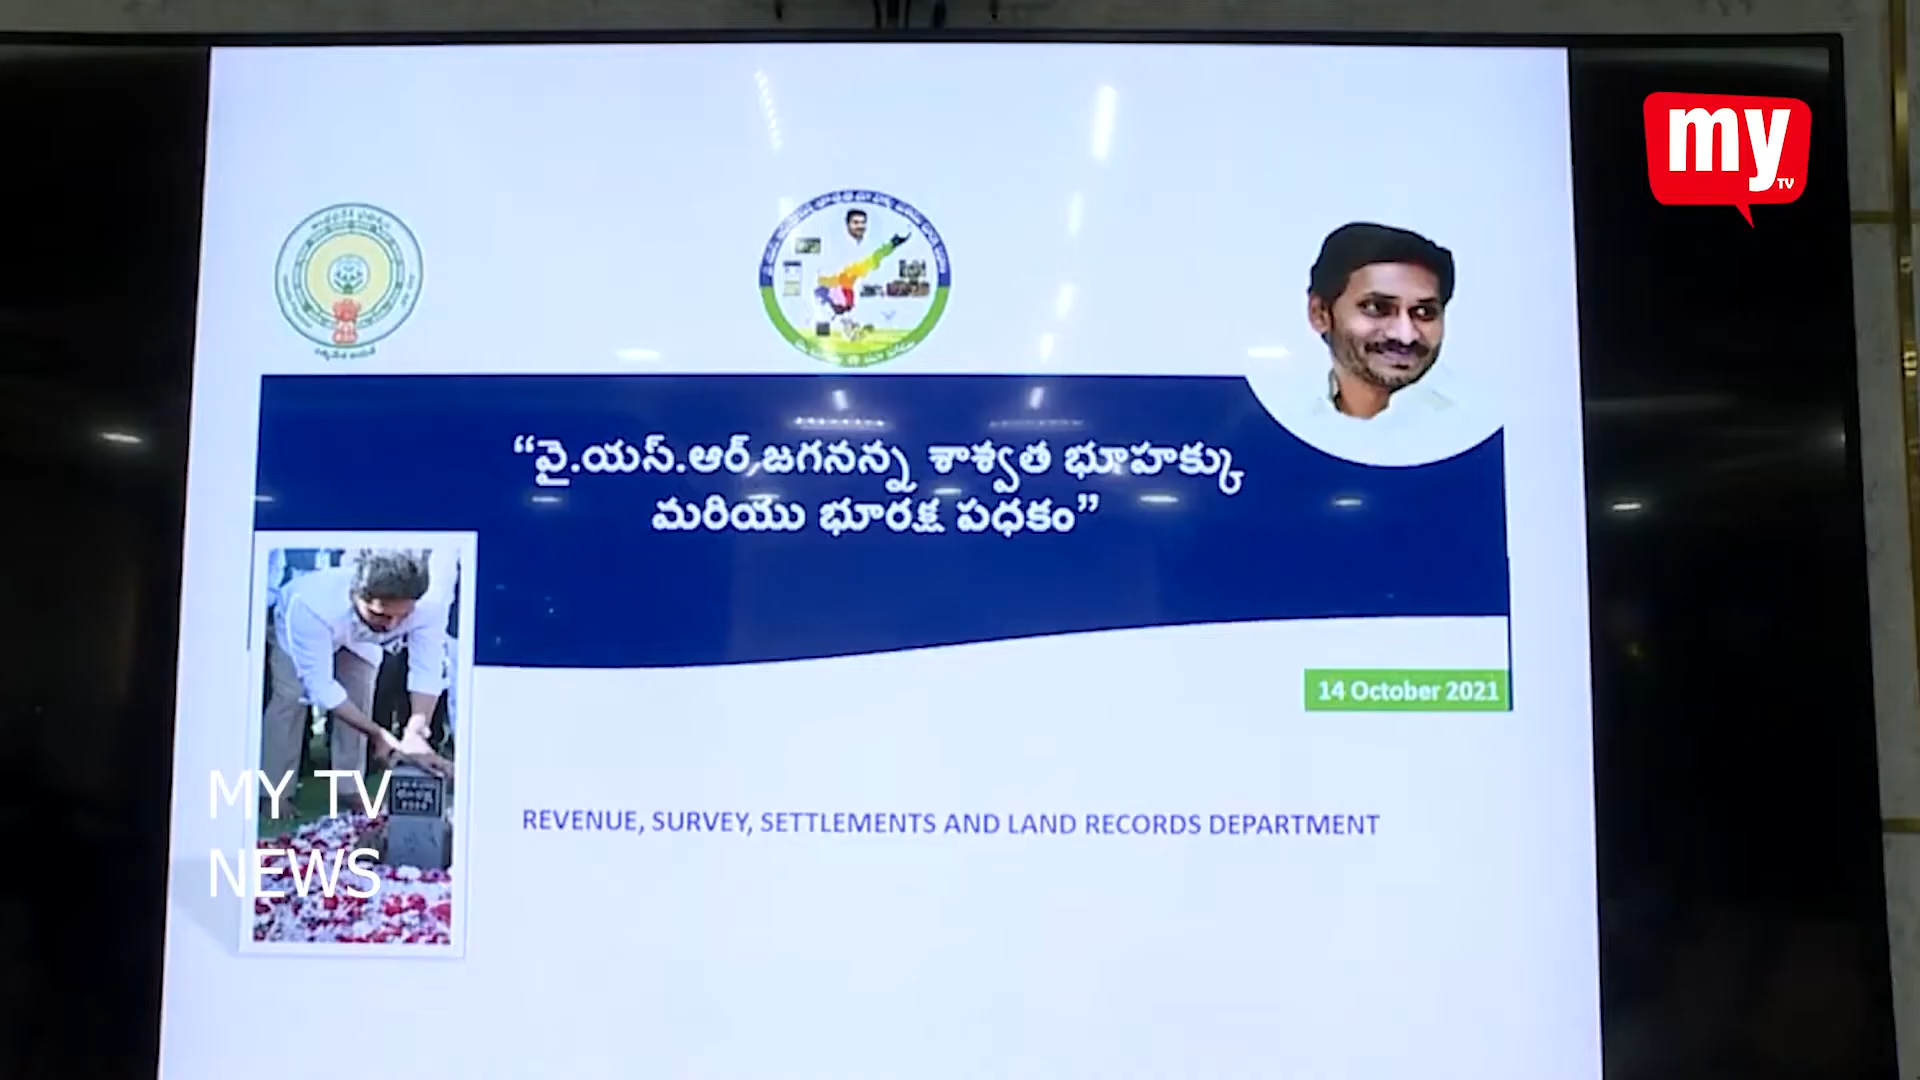 my
TV
“వై.యస్.ఆర్ జగనన్న శాశ్వత భూహక్కు
మరియు భూరక్ష పధకం”
14 October 2021
MY TV
NEWS
REVENUE, SURVEY, SETTLEMENTS AND LAND RECORDS DEPARTMENT